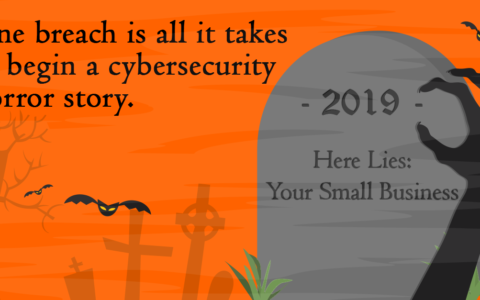 ne breach is all it takes
begin a cybersecurity
orror story.
- 2019 -
Here Lies:
Your Small Business